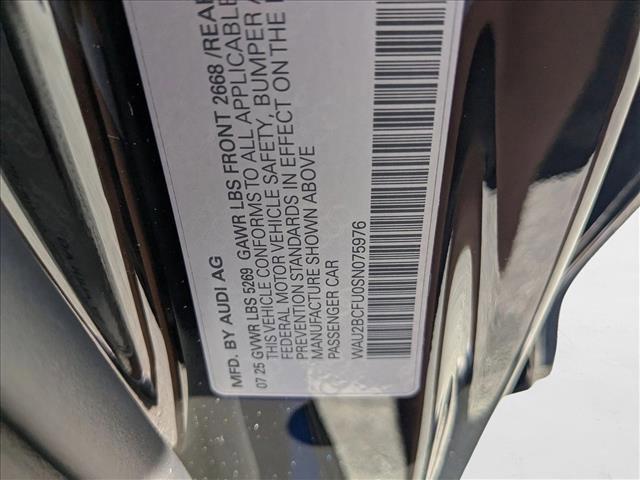 MFD. BY AUDI AG
07 25 GVWR LBS 5269 GAWR LBS FRONT 2668 /REAR
THIS VEHICLE CONFORMS TO ALL APPLICABLE
FEDERAL MOTOR VEHICLE SAFETY, BUMPER
PREVENTION STANDARDS IN EFFECT ON THE
MANUFACTURE SHOWN ABOVE
PASSENGER CAR
WAU2BCFU0SN075976